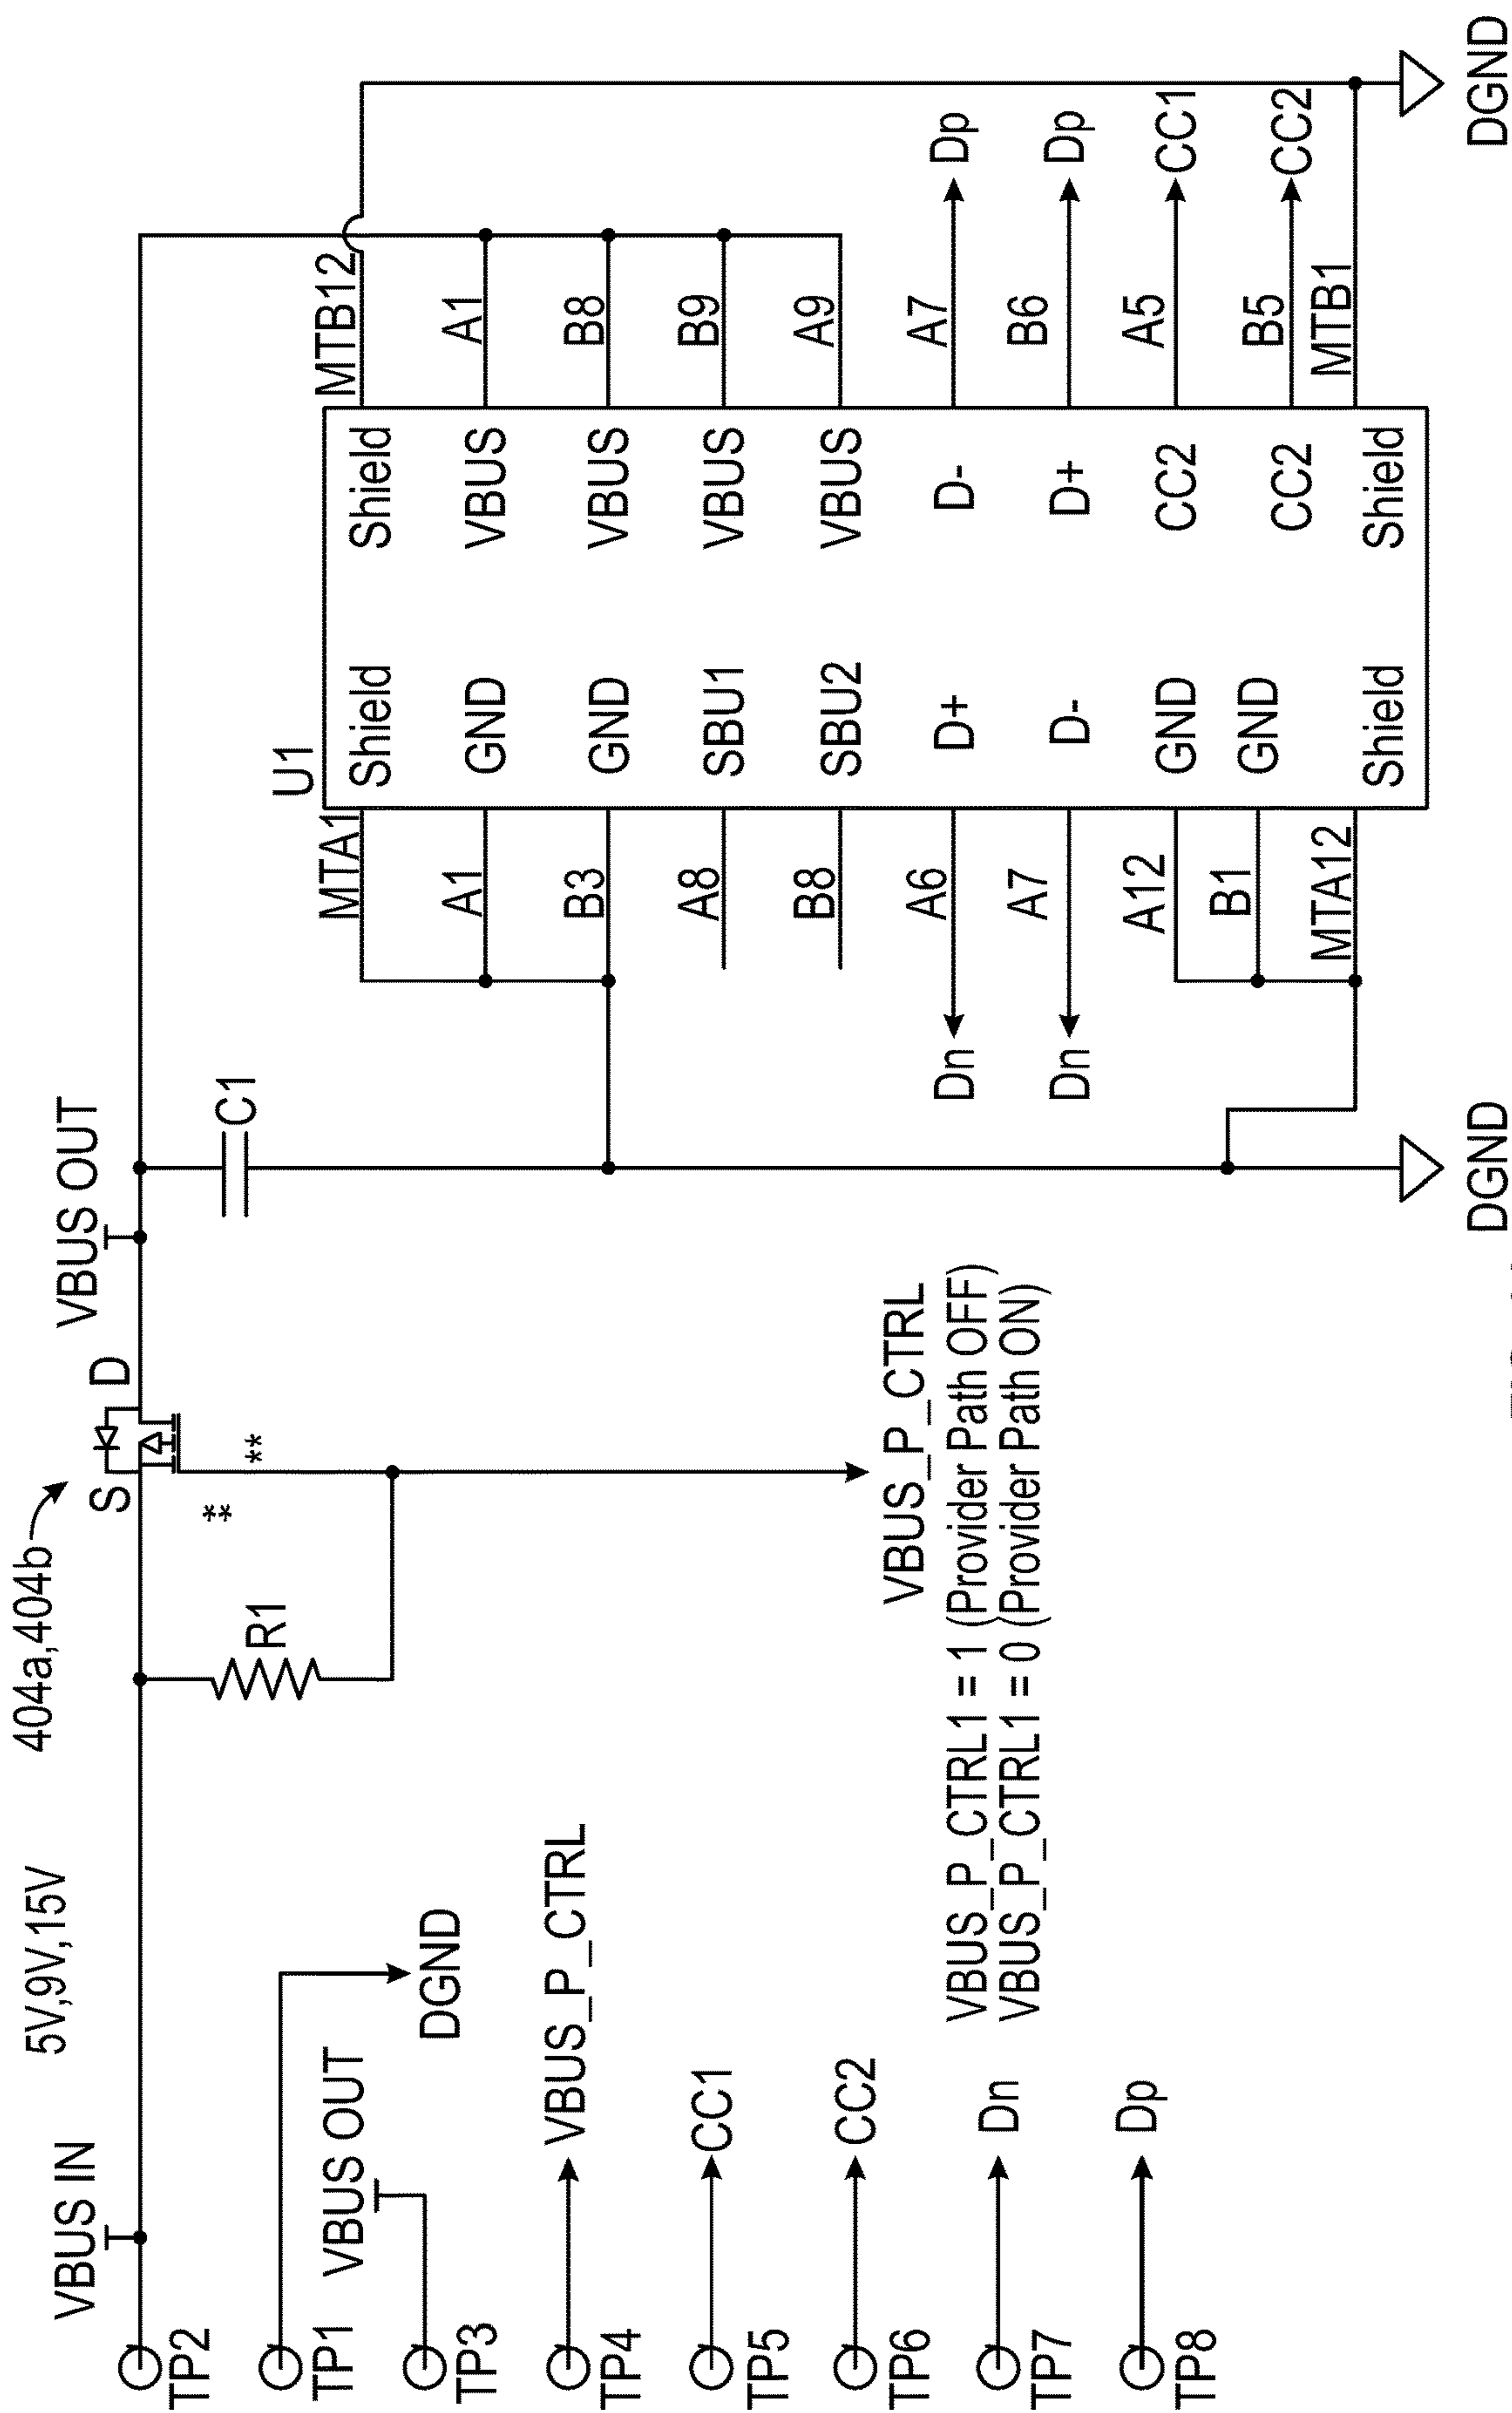 VBUS IN
5V,9V,15V
404a,404b
S
D
VBUS OUT
TP2
TP1
DGND
TP3
VBUS OUT
TP4
VBUS_P_CTRL
TP5
CC1
TP6
CC2
TP7
Dn
TP8
Dp
R1
**
**
VBUS_P_CTRL
VBUS_P_CTRL1 = 1 (Provider Path OFF)
VBUS_P_CTRL1 = 0 (Provider Path ON)
C1
DGND
U1
MTA1
Shield
Shield
MTB12
A1
GND
VBUS
A1
B3
GND
VBUS
B8
A8
SBU1
VBUS
B9
B8
SBU2
VBUS
A9
Dn
A6
D+
D-
A7
Dp
Dn
A7
D-
D+
B6
Dp
A12
GND
CC2
A5
CC1
B1
GND
CC2
B5
CC2
MTA12
Shield
Shield
MTB1
DGND